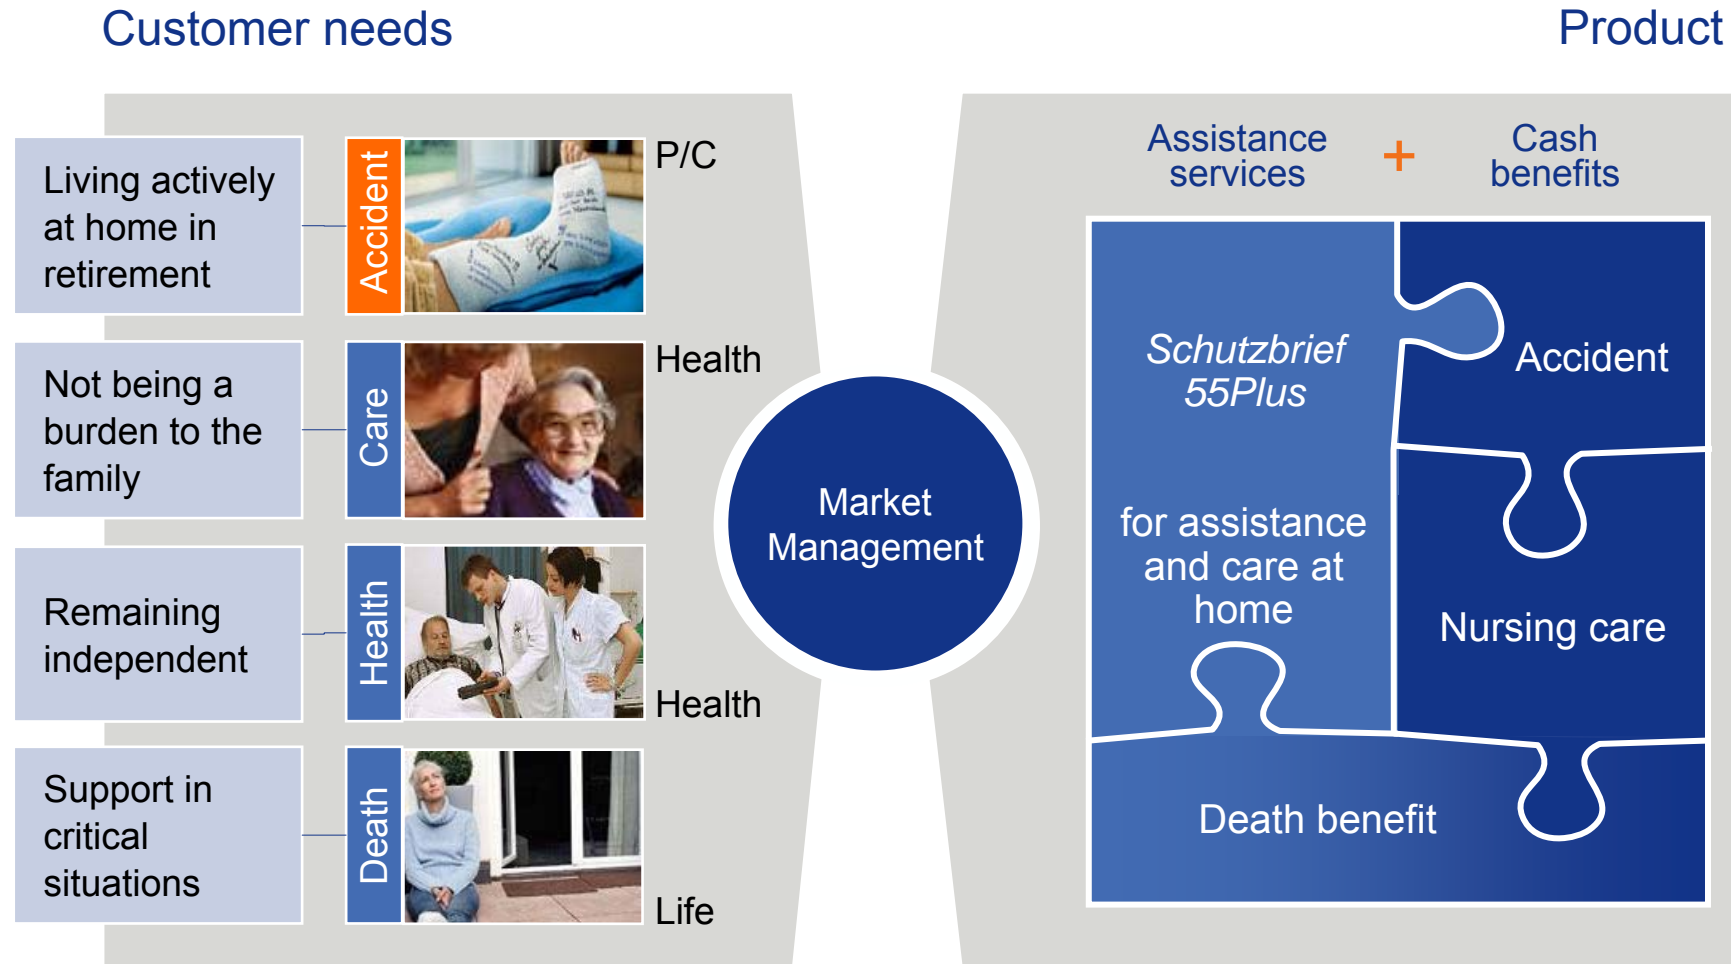 Customer needs
Product
Living actively
at home in
retirement
Accident
P/C
Not being a
burden to the
family
Care
Health
Remaining
independent
Health
Health
Support in
critical
situations
Death
Life
Market
Management
Assistance
services
+
Cash
benefits
Schutzbrief
55Plus
for assistance
and care at
home
Accident
Nursing care
Death benefit